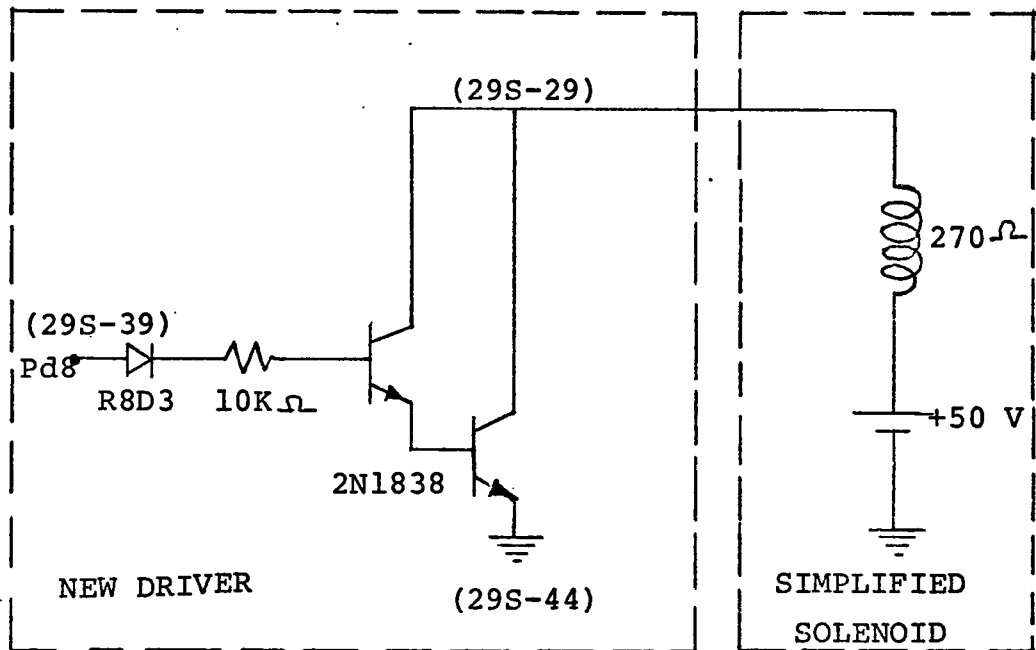 (29S-29)
270Ω
(29S-39)
Pd8
R8D3
10KΩ
+50 V
2N1838
NEW DRIVER
(29S-44)
SIMPLIFIED
SOLENOID